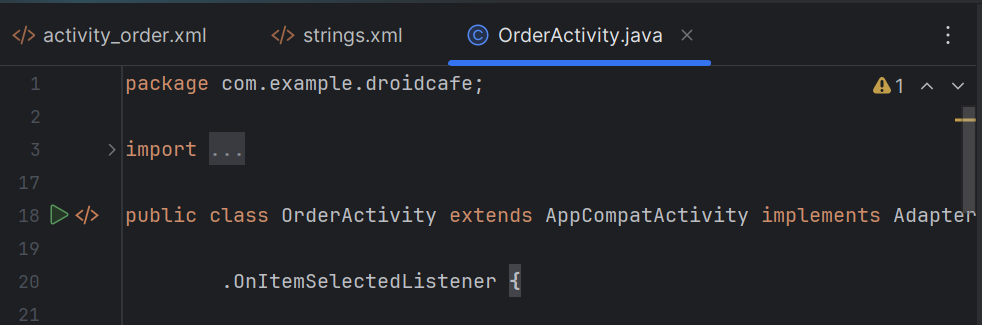 activity_order.xml strings.xml OrderActivity.java
1 package com.example.droidcafe; 1
2
3 import ...
17
18 public class OrderActivity extends AppCompatActivity implements Adapter
19
20 .OnItemSelectedListener {
21